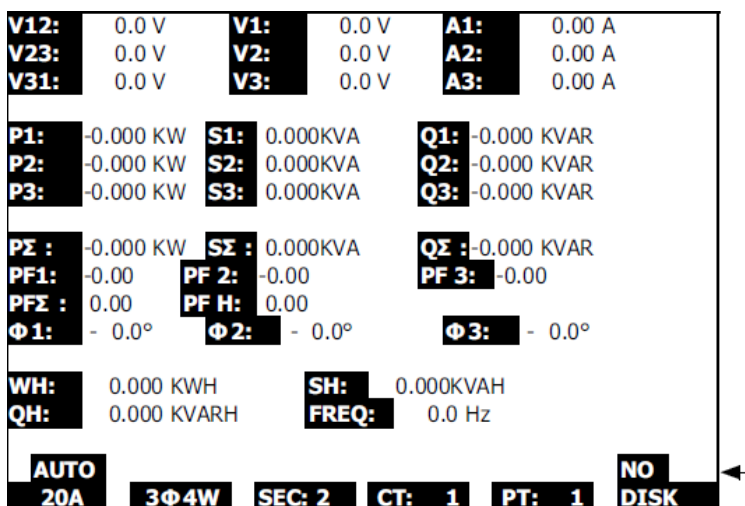 V12: 0.0 V V1: 0.0 V A1: 0.00 A
V23: 0.0 V V2: 0.0 V A2: 0.00 A
V31: 0.0 V V3: 0.0 V A3: 0.00 A
P1: -0.000 KW S1: 0.000KVA Q1: -0.000 KVAR
P2: -0.000 KW S2: 0.000KVA Q2: -0.000 KVAR
P3: -0.000 KW S3: 0.000KVA Q3: -0.000 KVAR
PΣ : -0.000 KW SΣ : 0.000KVA QΣ :-0.000 KVAR
PF1: -0.00 PF 2: -0.00 PF 3: -0.00
PFΣ : 0.00 PF H: 0.00
Φ1: - 0.0° Φ2: - 0.0° Φ3: - 0.0°
WH: 0.000 KWH SH: 0.000KVAH
QH: 0.000 KVARH FREQ: 0.0 Hz
AUTO NO
20A 3Φ4W SEC: 2 CT: 1 PT: 1 DISK